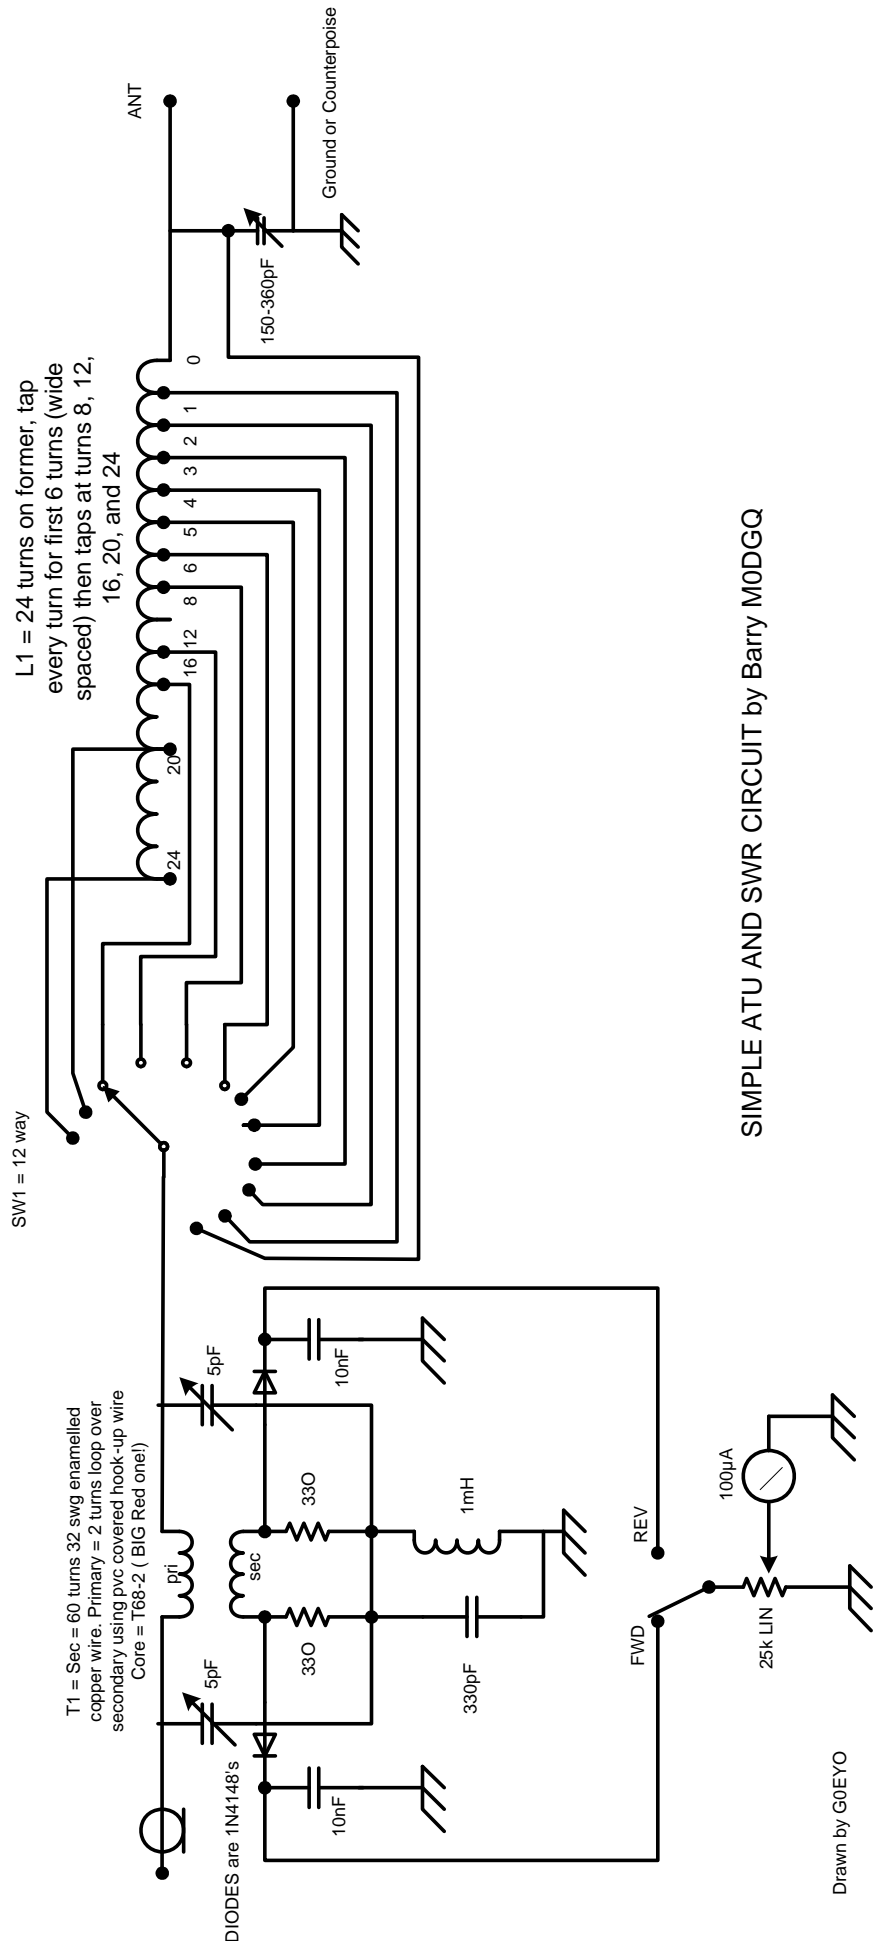 T1 = Sec = 60 turns 32 swg enamelled
copper wire. Primary = 2 turns loop over
secondary using pvc covered hook-up wire
Core = T68-2 ( BIG Red one!)
SW1 = 12 way
L1 = 24 turns on former, tap
every turn for first 6 turns (wide
spaced) then taps at turns 8, 12,
16, 20, and 24
ANT
Ground or Counterpoise
150-360pF
24
20
16
12
8
6
5
4
3
2
1
0
5pF
pri
5pF
sec
DIODES are 1N4148's
10nF
33O
33O
10nF
330pF
1mH
FWD
REV
25k LIN
100µA
SIMPLE ATU AND SWR CIRCUIT by Barry M0DGQ
Drawn by G0EYO